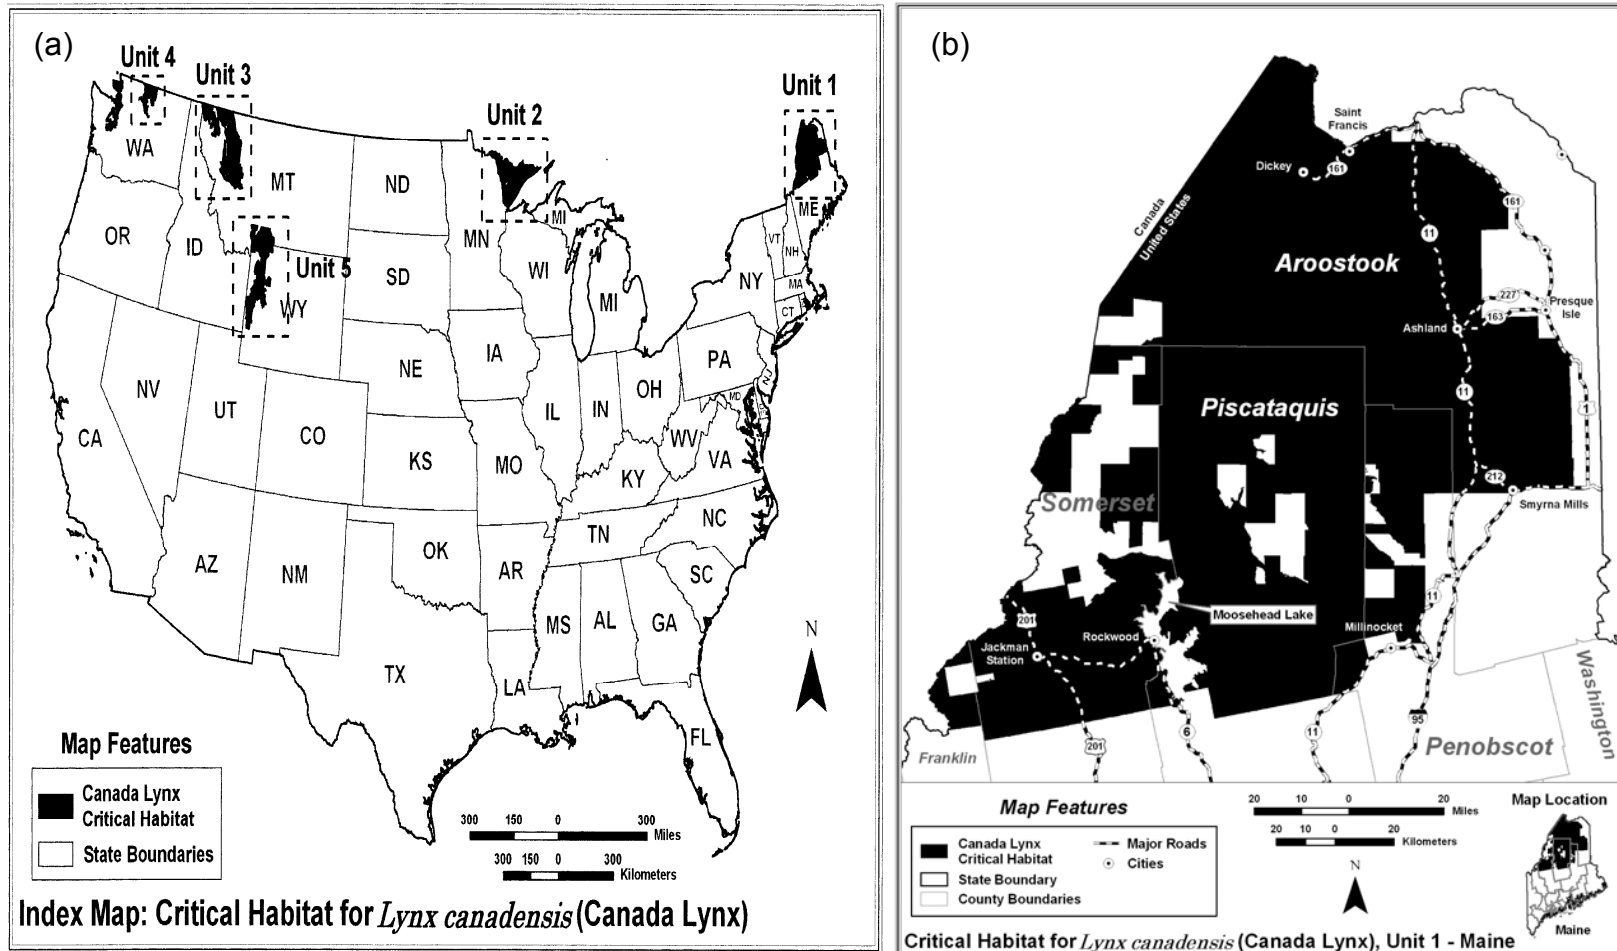 (a)
Unit 4
Unit 3
Unit 2
Unit 1
WA
MT
ND
MN
MI
ME
VT
NH
OR
ID
Unit 5
WY
SD
WI
MI
NY
MA
CT
NV
UT
NE
IA
PA
NJ
MD
CA
CO
KS
MO
IL
IN
OH
WV
VA
KY
AZ
NM
OK
AR
TN
NC
SC
TX
LA
MS
AL
GA
FL
N
Map Features
Canada Lynx
Critical Habitat
State Boundaries
300 150 0 300
Miles
300 150 0 300
Kilometers
Index Map: Critical Habitat for Lynx canadensis (Canada Lynx)
(b)
Saint
Francis
Dickey
161
Canada
United States
161
11
Aroostook
227
163
Presque
Isle
Ashland
11
1
Piscataquis
Somerset
212
Smyrna Mills
Moosehead Lake
11
201
Rockwood
Millinocket
Jackman
Station
Washington
Franklin
201
6
11
95
Penobscot
Map Features
Canada Lynx
Critical Habitat
State Boundary
County Boundaries
Major Roads
Cities
20 10 0 20
Miles
20 10 0 20
Kilometers
N
Map Location
Maine
Critical Habitat for Lynx canadensis (Canada Lynx), Unit 1 - Maine